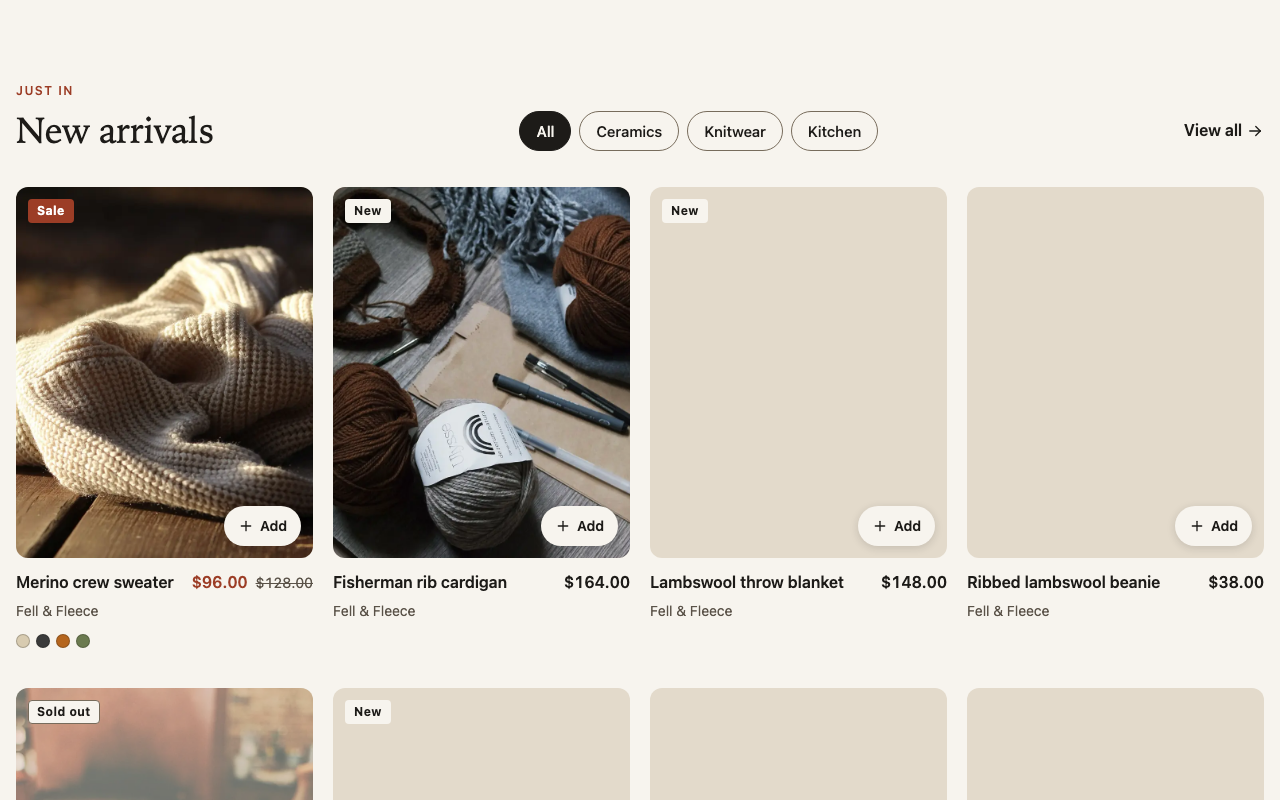 JUST IN
New arrivals
All
Ceramics
Knitwear
Kitchen
View all →
Sale
New
New
+ Add
+ Add
+ Add
+ Add
Merino crew sweater $96.00 $128.00
Fell & Fleece
Fisherman rib cardigan $164.00
Fell & Fleece
Lambswool throw blanket $148.00
Fell & Fleece
Ribbed lambswool beanie $38.00
Fell & Fleece
Sold out
New